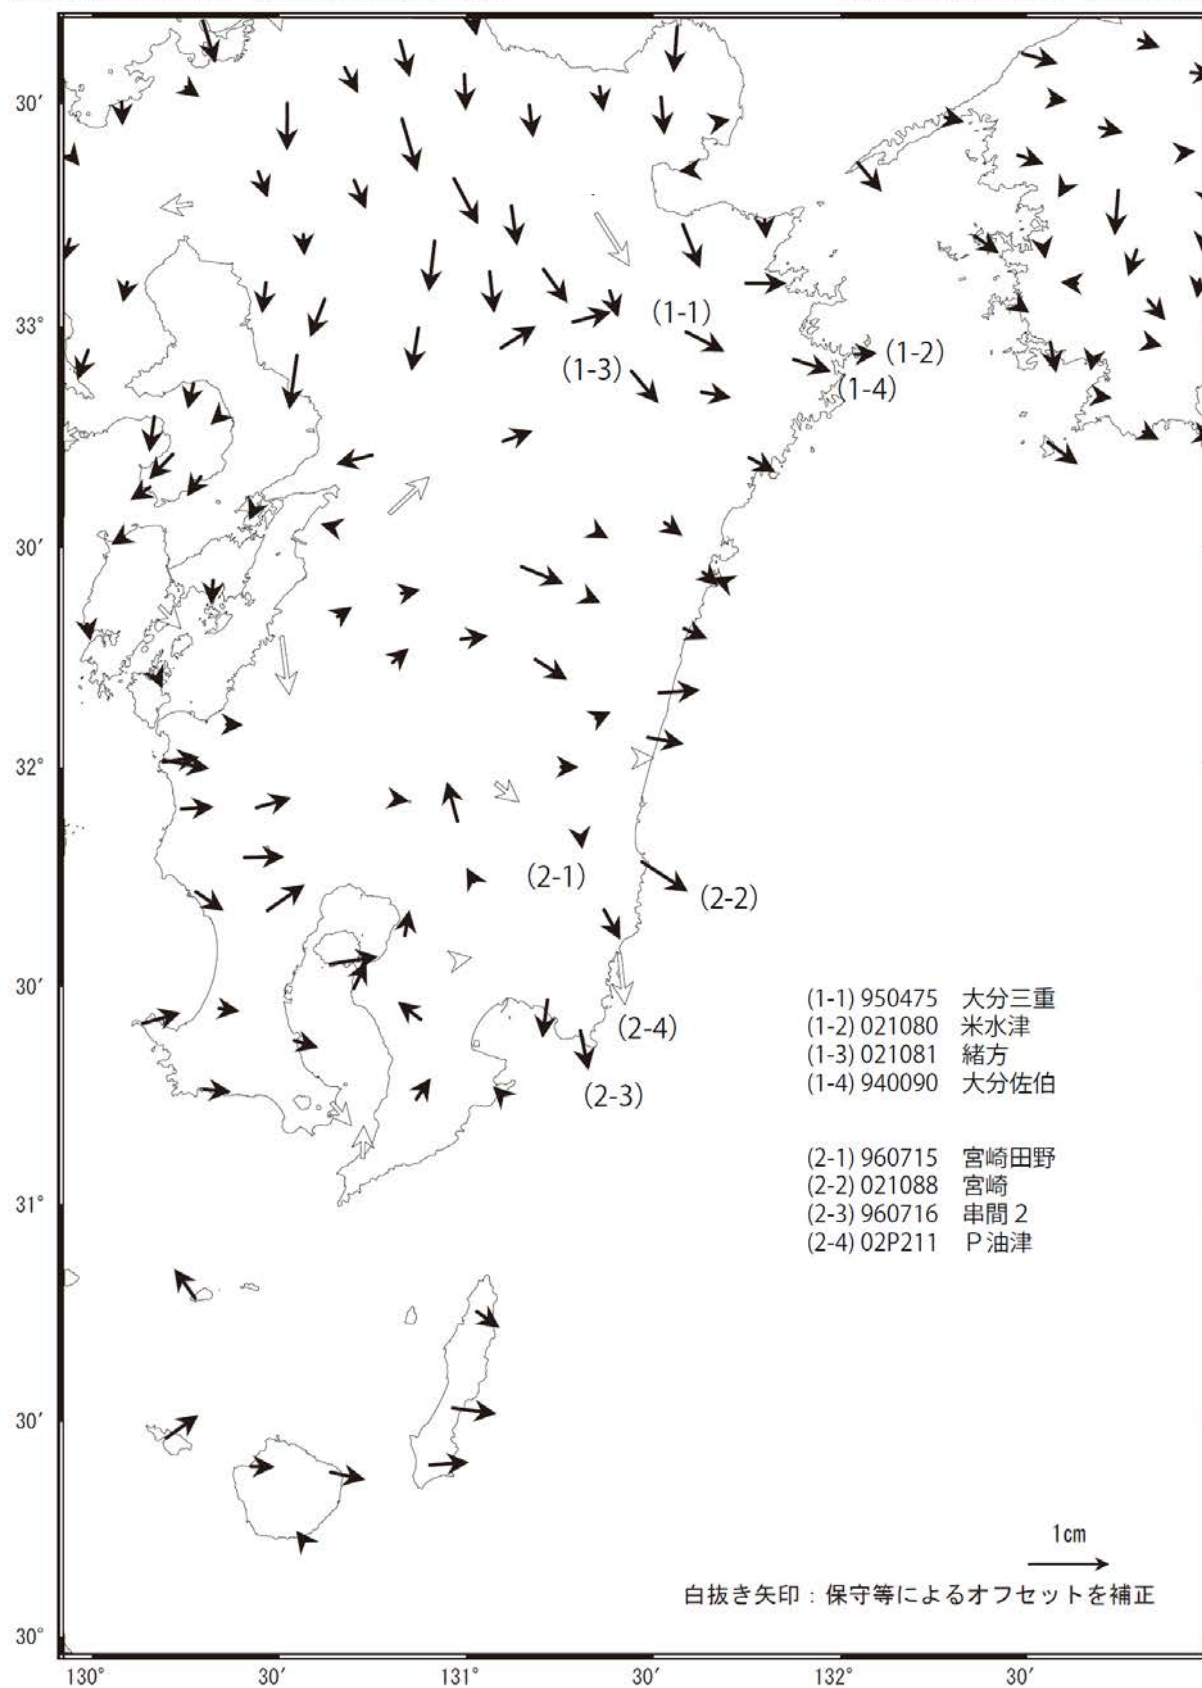 30′
33°
30′
32°
30′
31°
30′
30°
(1-1)
(1-2)
(1-3)
(1-4)
(2-1)
(2-2)
(2-4)
(2-3)
(1-1) 950475 大分三重
(1-2) 021080 米水津
(1-3) 021081 緒方
(1-4) 940090 大分佐伯
(2-1) 960715 宮崎田野
(2-2) 021088 宮崎
(2-3) 960716 串間２
(2-4) 02P211 Ｐ油津
1cm
白抜き矢印：保守等によるオフセットを補正
130° 30′ 131° 30′ 132° 30′